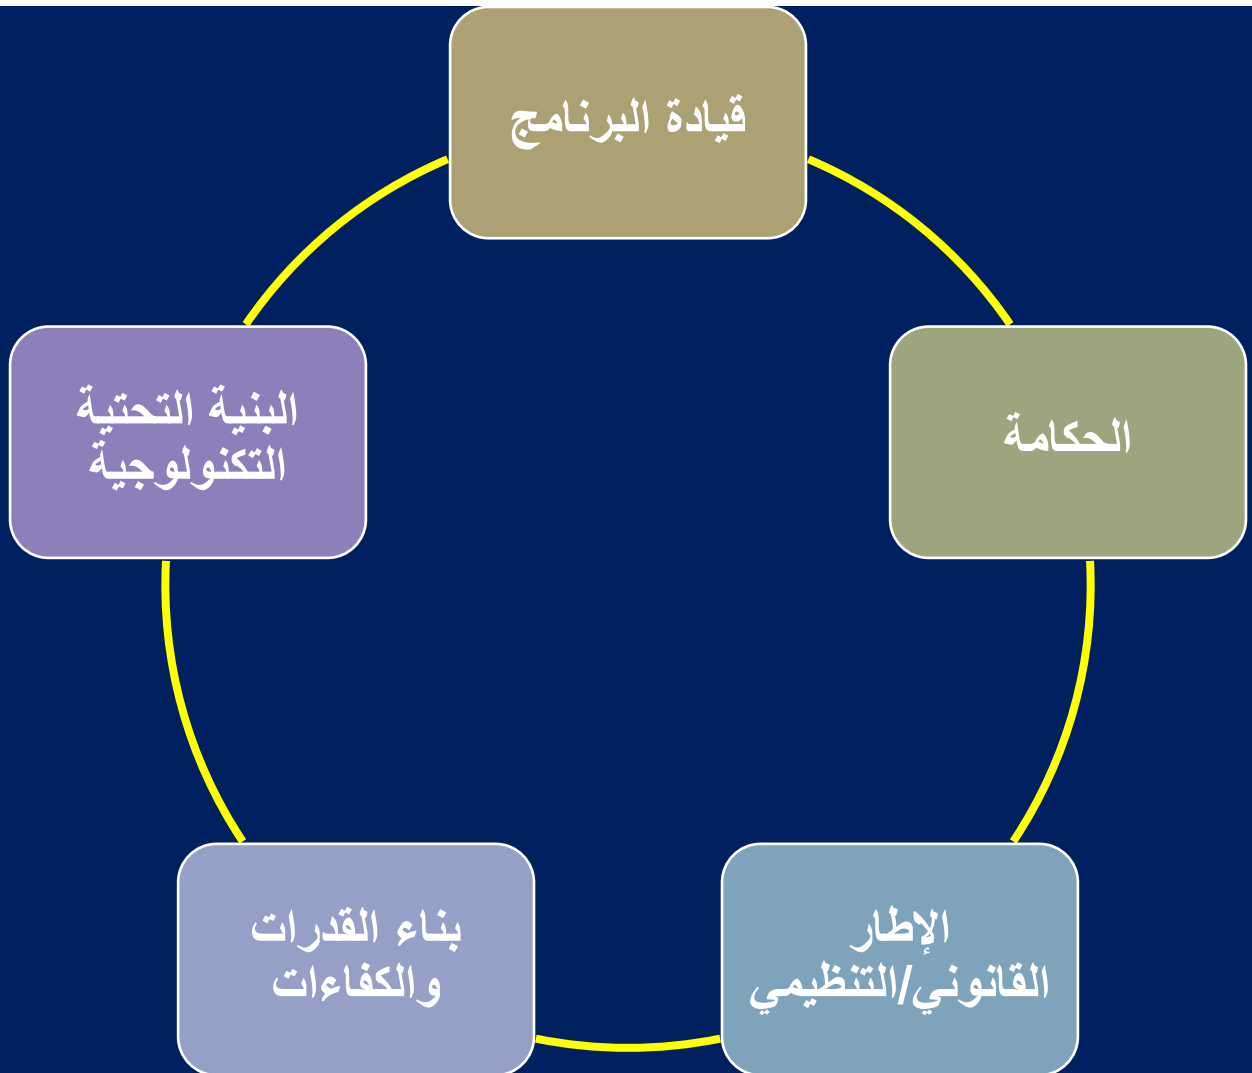 قيادة البرنامج
الحكامة
الإطار
القانوني/التنظيمي
بناء القدرات
والكفاءات
البنية التحتية
التكنولوجية